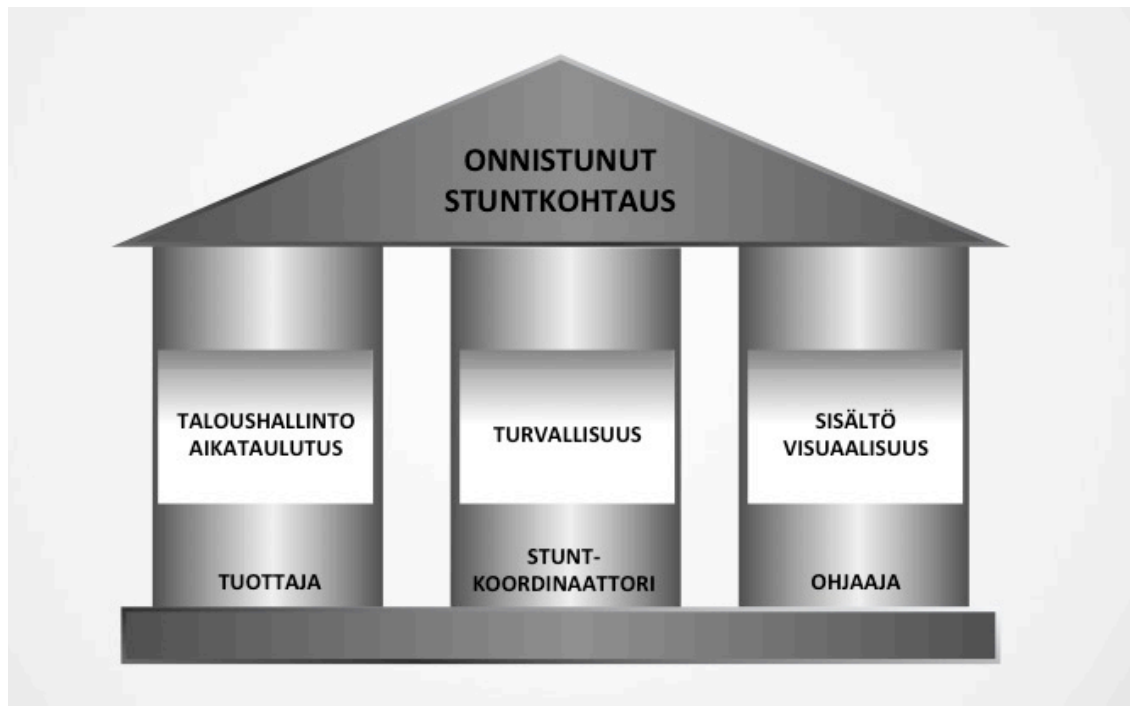 ONNISTUNUT
STUNTKOHTAUS
TALOUSHALLINTO
AIKATAULUTUS
TURVALLISUUS
SISÄLTÖ
VISUAALISUUS
TUOTTAJA
STUNT-
KOORDINAATTORI
OHJAAJA